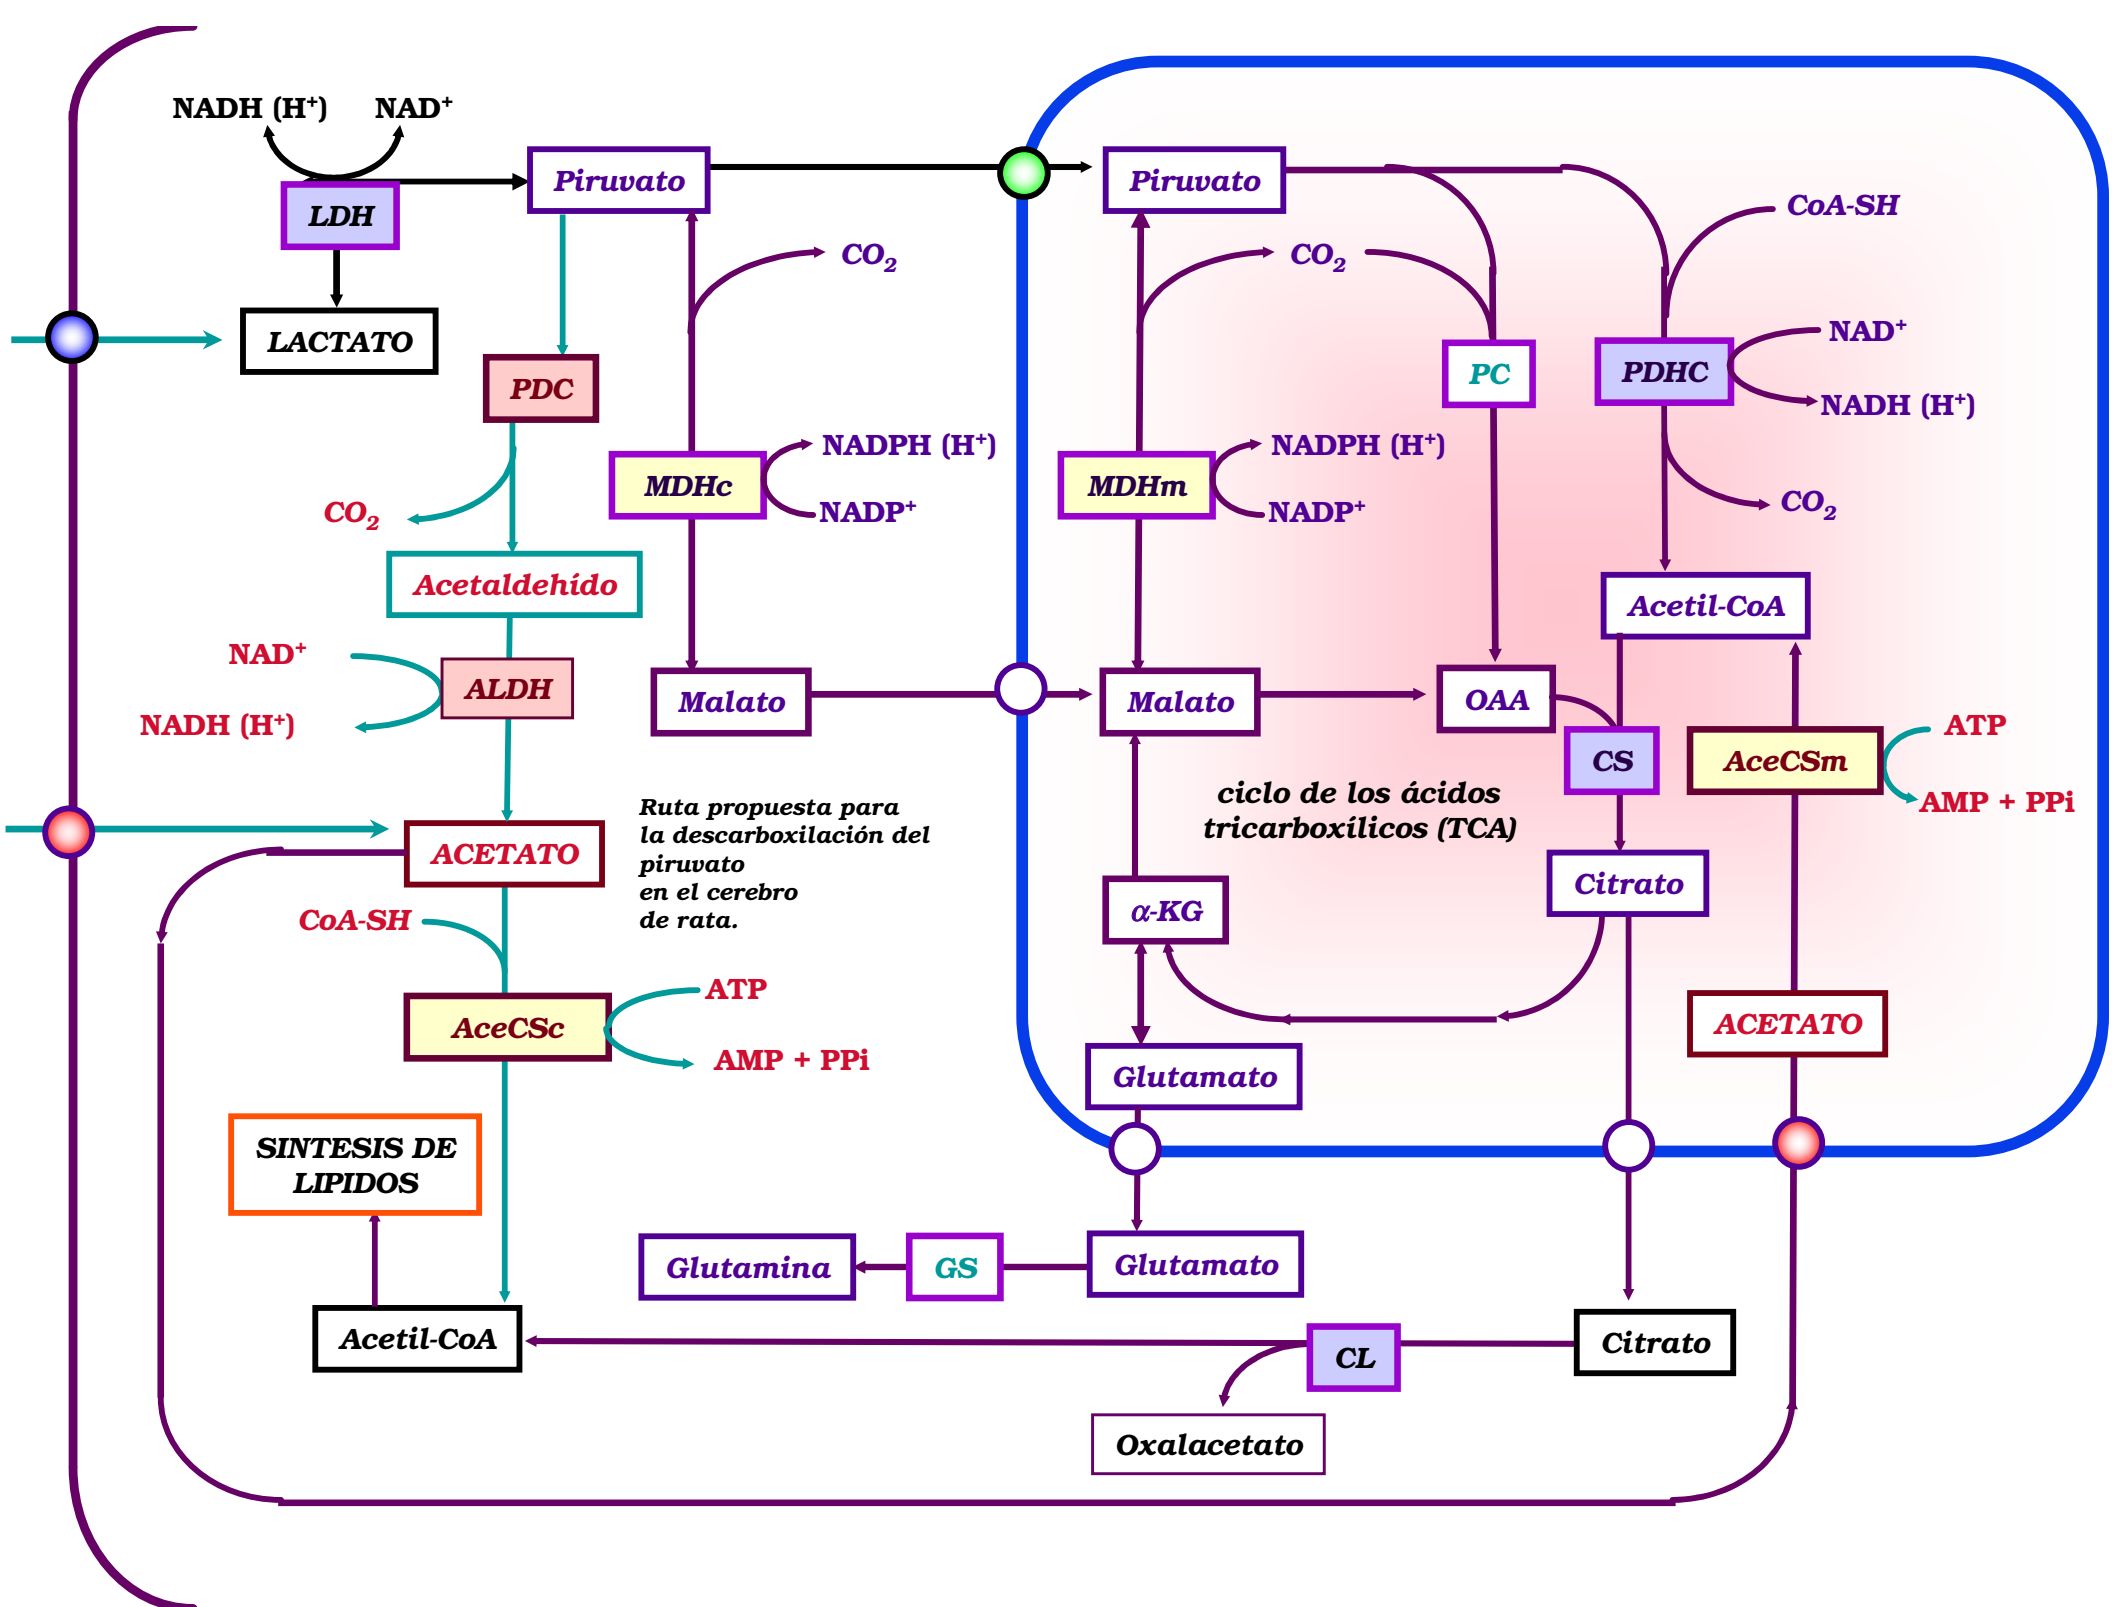 NADH (H+) NAD+
Piruvato
Piruvato
LDH
CoA-SH
CO2
CO2
LACTATO
NAD+
PDC
PC
PDHC
NADH (H+)
NADPH (H+)
NADPH (H+)
MDHc
MDHm
CO2
CO2
NADP+
NADP+
Acetaldehído
Acetil-CoA
NAD+
ALDH
Malato
Malato
OAA
NADH (H+)
ATP
CS
AceCSm
AMP + PPi
ciclo de los ácidos
tricarboxílicos (TCA)
Ruta propuesta para
la descarboxilación del
piruvato
en el cerebro
de rata.
ACETATO
Citrato
CoA-SH
α-KG
ATP
AceCSc
ACETATO
AMP + PPi
Glutamato
SINTESIS DE
LIPIDOS
Glutamina
GS
Glutamato
Acetil-CoA
CL
Citrato
Oxalacetato